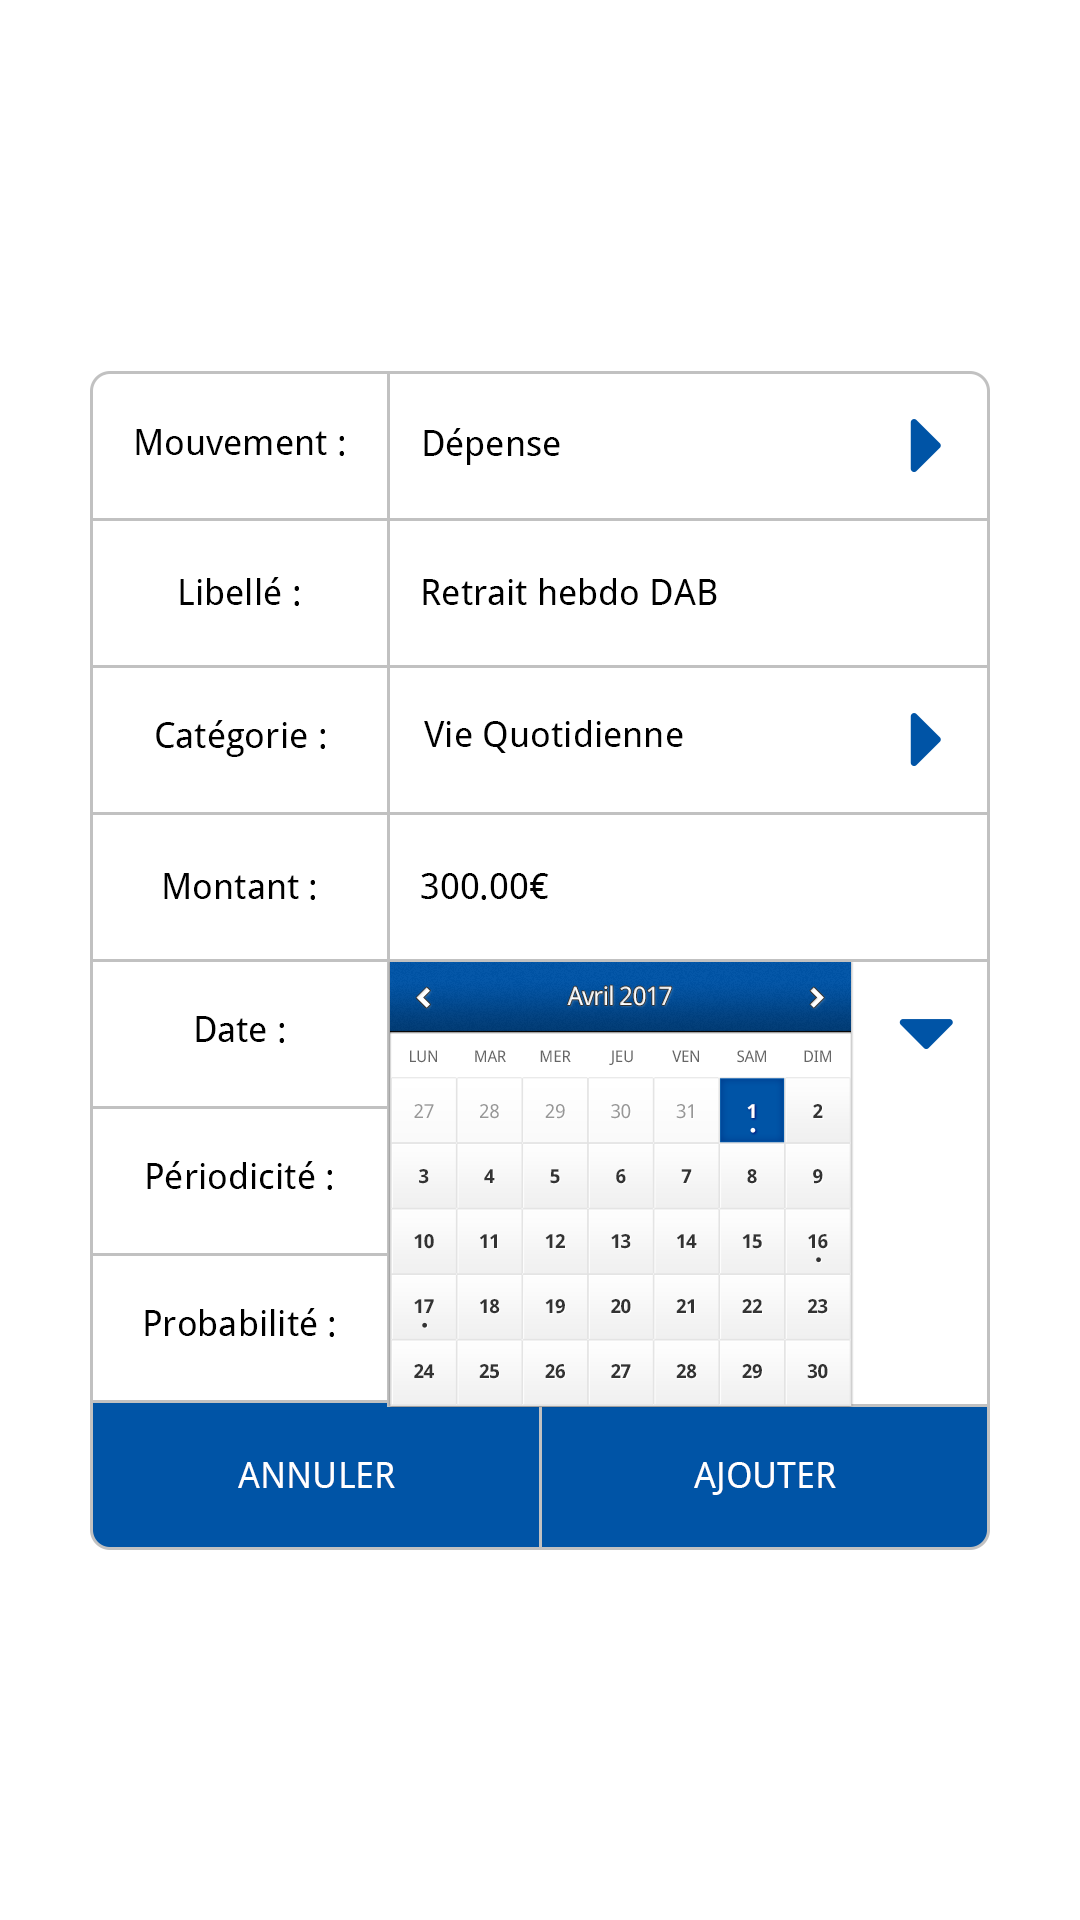 Mouvement : Dépense
Libellé : Retrait hebdo DAB
Catégorie : Vie Quotidienne
Montant : 300.00€
Date :
Avril 2017
LUN MAR MER JEU VEN SAM DIM
27 28 29 30 31 1 2
3 4 5 6 7 8 9
10 11 12 13 14 15 16
17 18 19 20 21 22 23
24 25 26 27 28 29 30
Périodicité :
Probabilité :
ANNULER AJOUTER